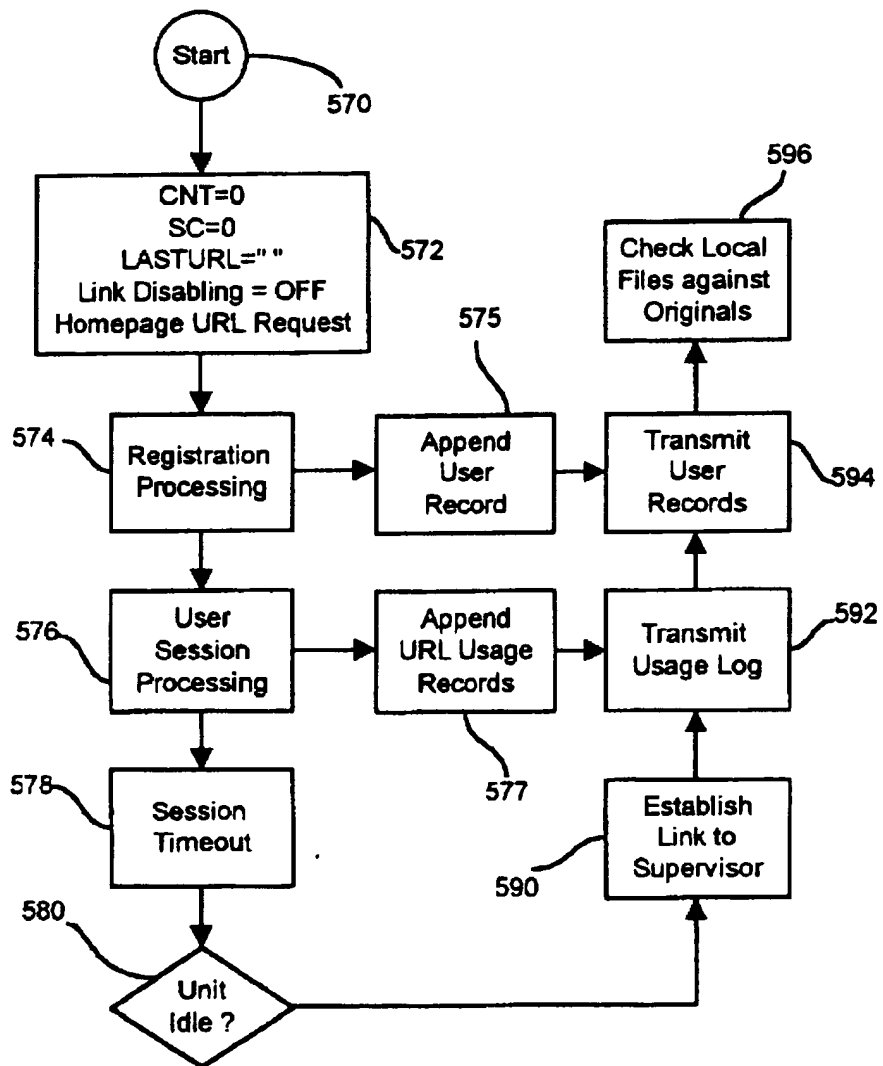 Start
570
CNT=0
SC=0
LASTURL=" "
Link Disabling = OFF
Homepage URL Request
572
596
Check Local
Files against
Originals
575
574
Registration
Processing
Append
User
Record
Transmit
User
Records
594
576
User
Session
Processing
Append
URL Usage
Records
577
Transmit
Usage Log
592
578
Session
Timeout
Establish
Link to
Supervisor
590
580
Unit
Idle ?